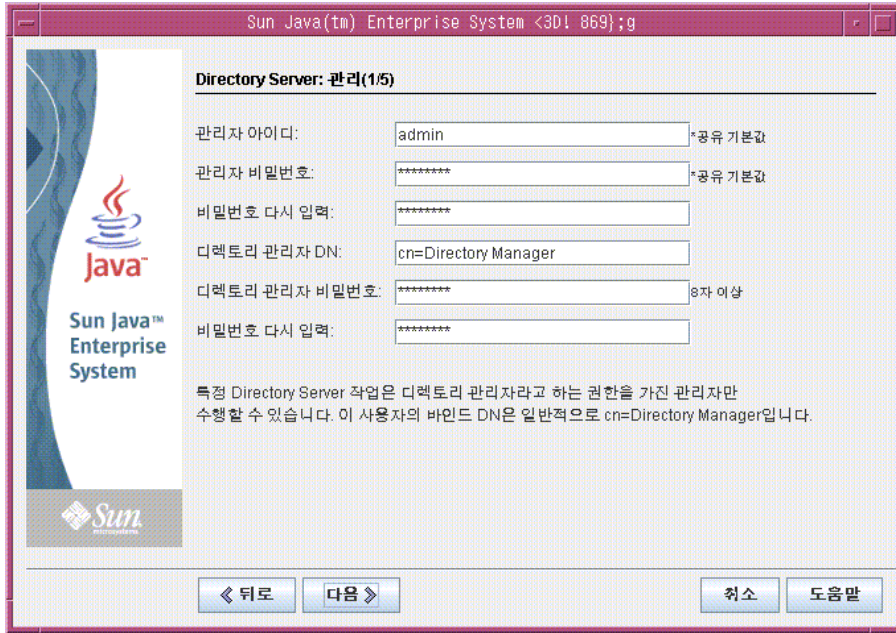 Sun Java(tm) Enterprise System <3D! 869};g
Directory Server: 관리(1/5)
관리자 아이디: admin *공유 기본값
관리자 비밀번호: ******** *공유 기본값
비밀번호 다시 입력: ********
디렉토리 관리자 DN: cn=Directory Manager
디렉토리 관리자 비밀번호: ******** 8자 이상
비밀번호 다시 입력: ********
특정 Directory Server 작업은 디렉토리 관리자라고 하는 권한을 가진 관리자만
수행할 수 있습니다. 이 사용자의 바인드 DN은 일반적으로 cn=Directory Manager입니다.
Java™
Sun Java™
Enterprise
System
Sun
microsystems
뒤로 다음 취소 도움말